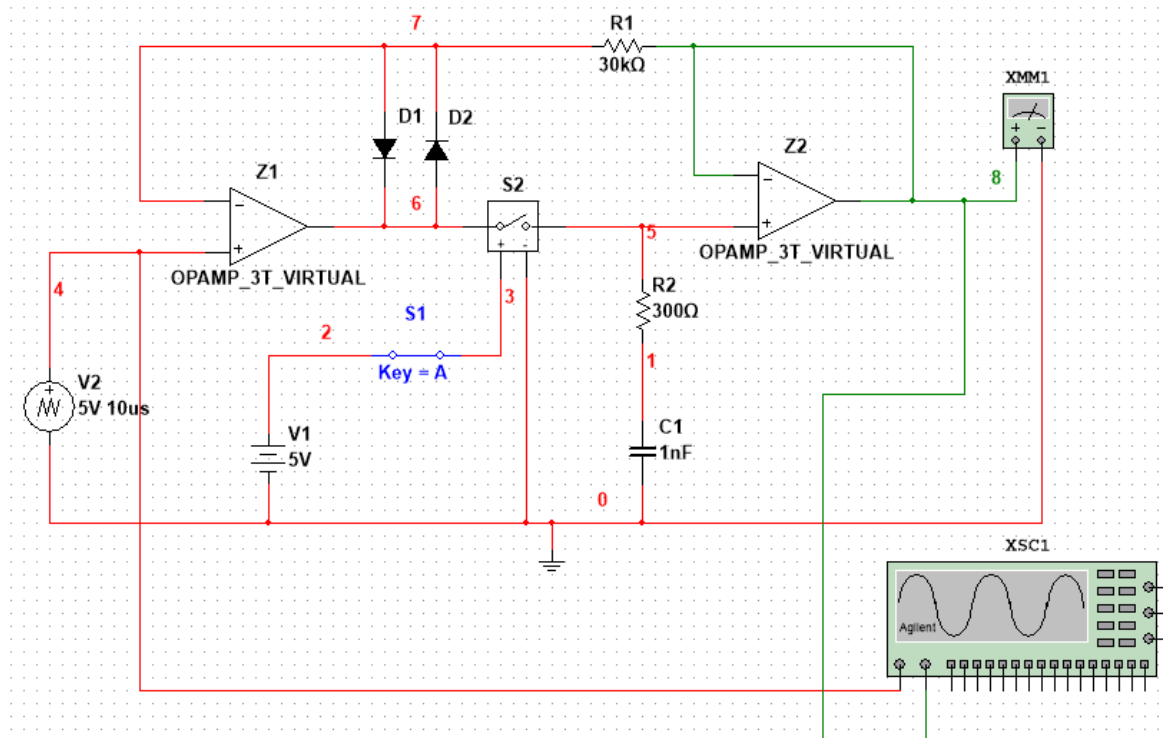 7
R1
30kΩ
XMM1
+ −
D1
D2
Z1
Z2
8
6
S2
5
−
+
−
+
+ -
OPAMP_3T_VIRTUAL
OPAMP_3T_VIRTUAL
4
3
R2
300Ω
S1
2
Key = A
1
V2
5V 10us
+
V1
5V
C1
1nF
0
XSC1
Agilent